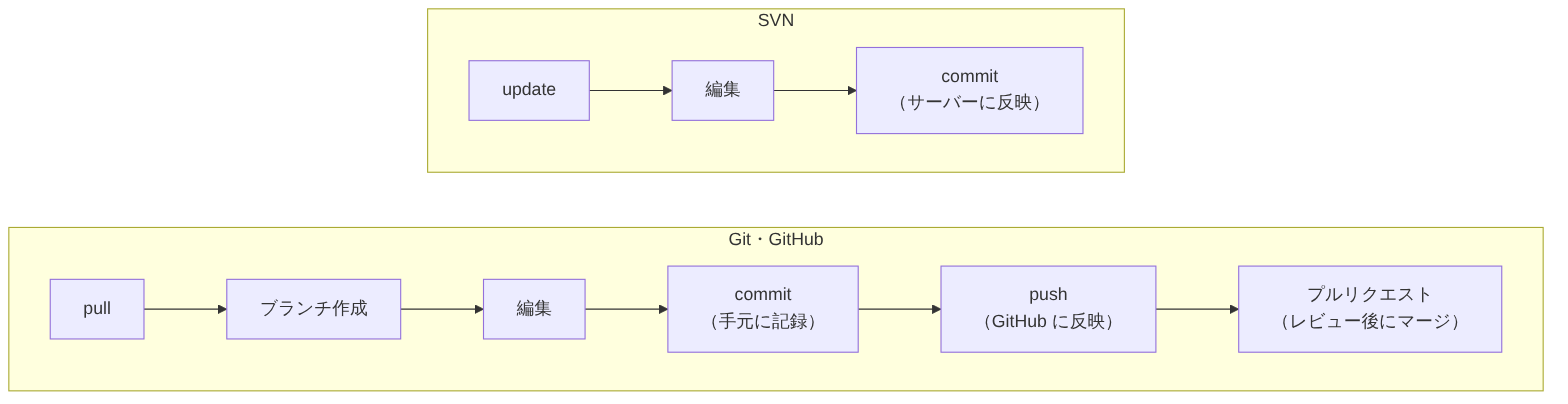 SVN
update
編集
commit
（サーバーに反映）
Git・GitHub
pull
ブランチ作成
編集
commit
（手元に記録）
push
（GitHub に反映）
プルリクエスト
（レビュー後にマージ）